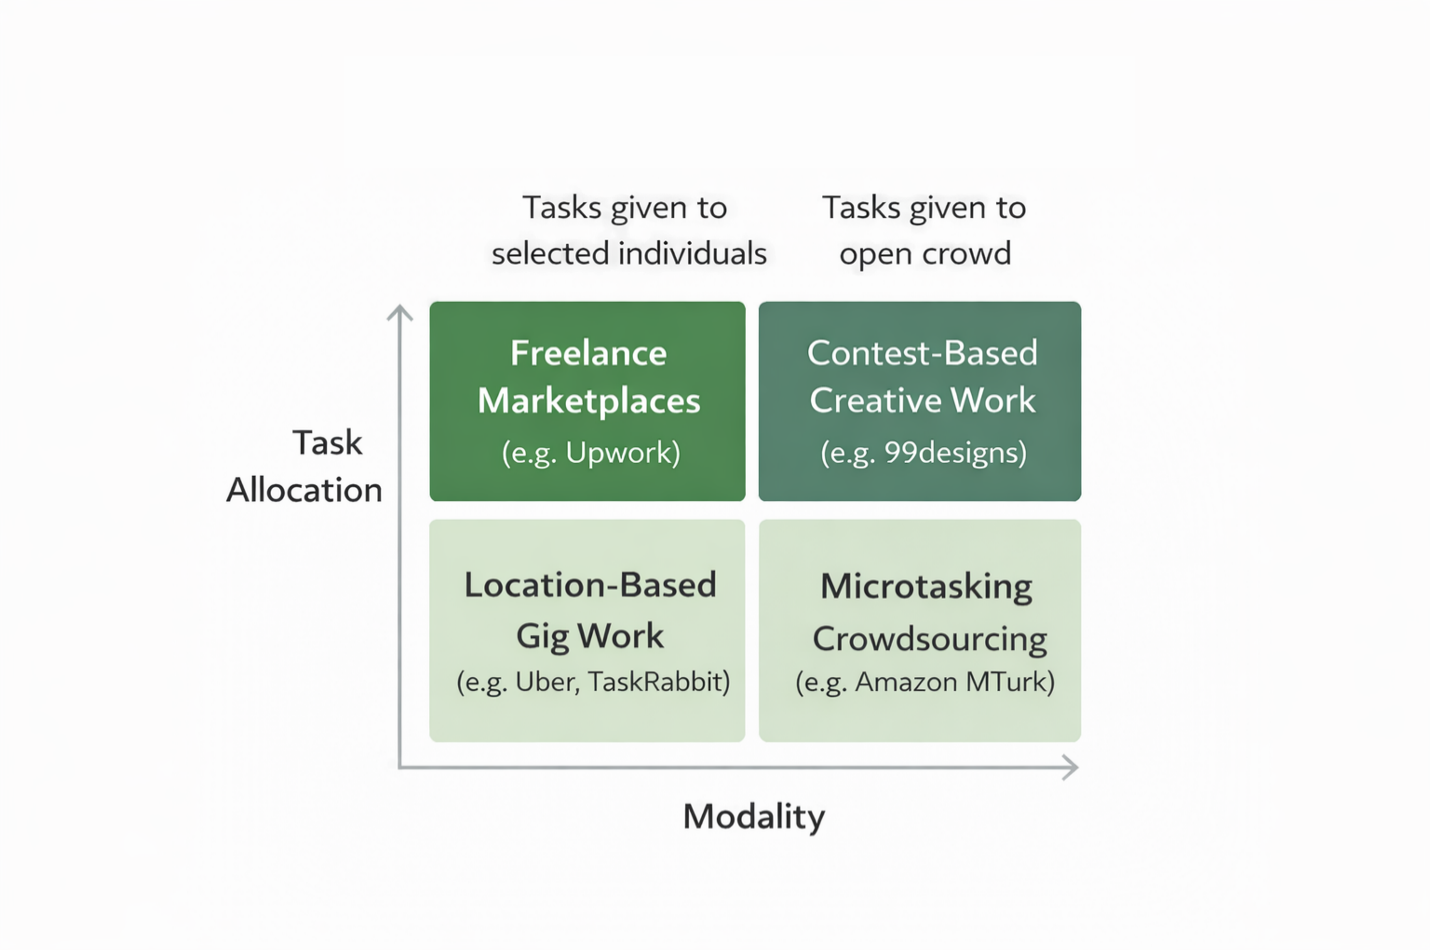 Tasks given to
selected individuals
Tasks given to
open crowd
Task
Allocation
Freelance
Marketplaces
(e.g. Upwork)
Contest-Based
Creative Work
(e.g. 99designs)
Location-Based
Gig Work
(e.g. Uber, TaskRabbit)
Microtasking
Crowdsourcing
(e.g. Amazon MTurk)
Modality